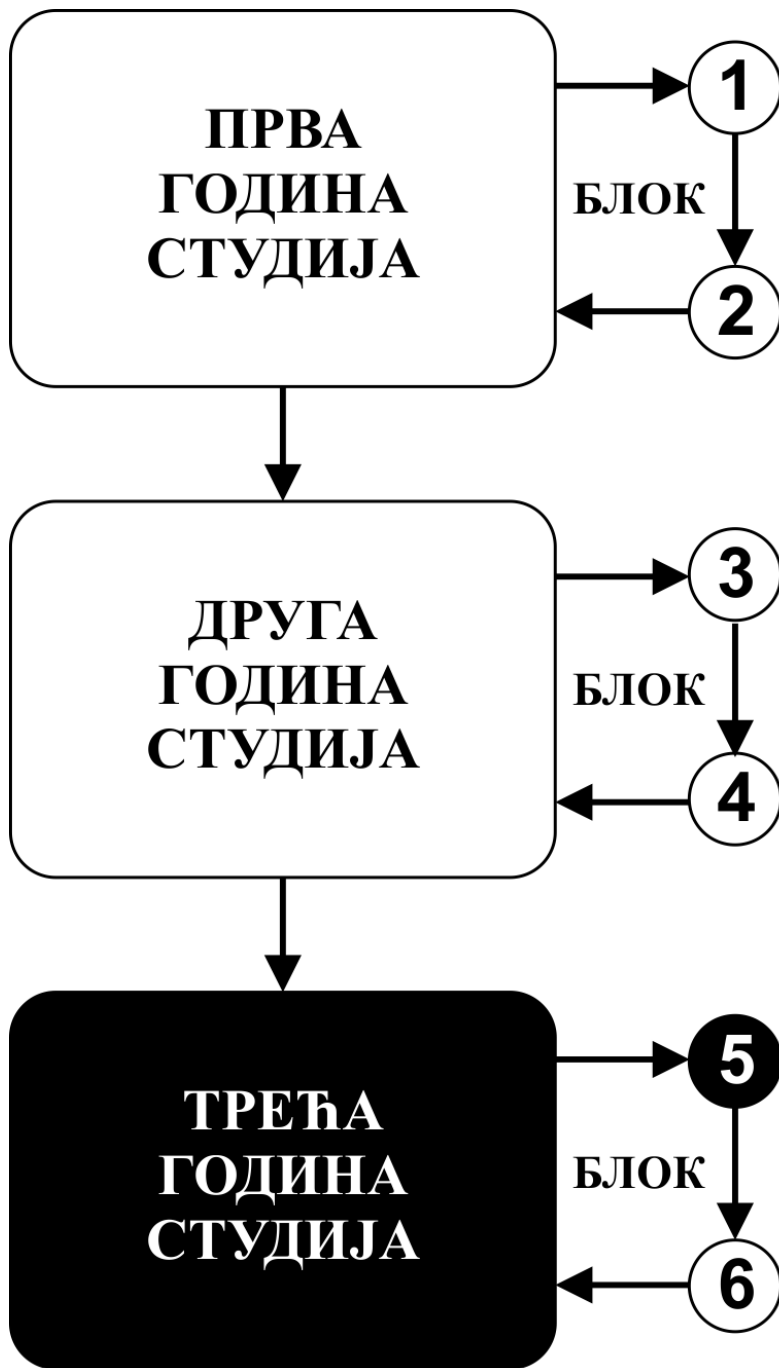 ПРВА
ГОДИНА
СТУДИЈА
1
БЛОК
2
ДРУГА
ГОДИНА
СТУДИЈА
3
БЛОК
4
ТРЕЋА
ГОДИНА
СТУДИЈА
5
БЛОК
6